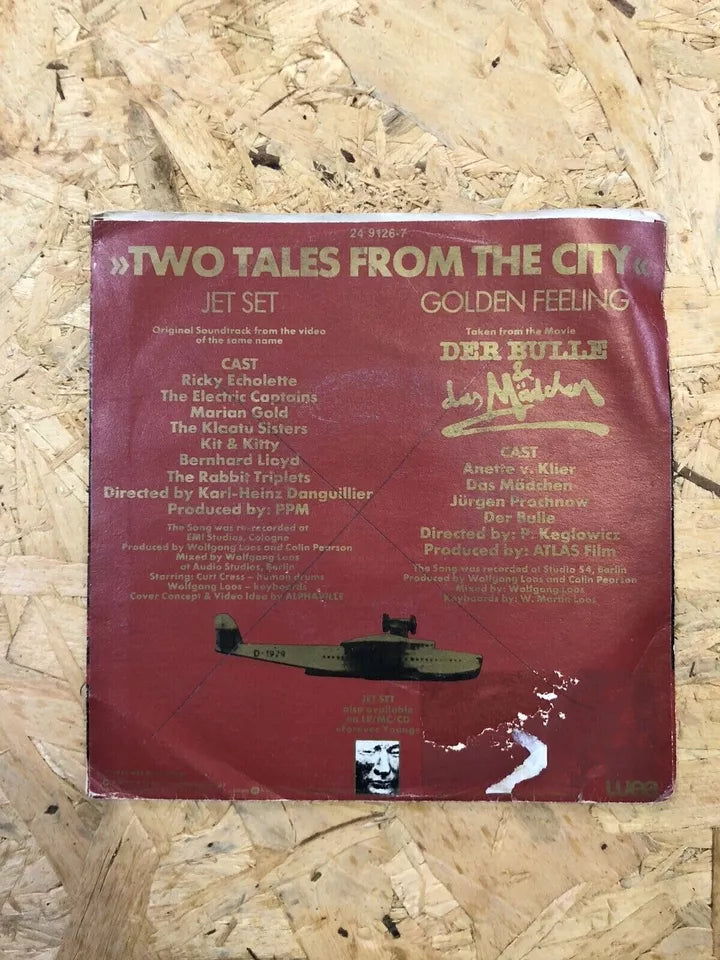 24 9126-7
»TWO TALES FROM THE CITY«
JET SET
Original Soundtrack from the video
of the same name
CAST
Ricky Echolette
The Electric Captains
Marian Gold
The Klaatu Sisters
Kit & Kitty
Bernhard Lloyd
The Rabbit Triplets
Directed by Karl-Heinz Danguillier
Produced by: PPM
The Song was re-recorded at
EMI Studios, Cologne
Produced by Wolfgang Loos and Colin Pearson
Mixed by Wolfgang Loos
at Audio Studios, Berlin
Starring: Curt Cress – human drums
Wolfgang Loos – keyboards
Cover Concept & Video Idea by ALPHAVILLE
GOLDEN FEELING
Taken from the Movie
DER BULLE
&
das Mädchen
CAST
Anette v. Klier
Das Mädchen
Jürgen Prochnow
Der Bulle
Directed by: P. Keglowicz
Produced by: ATLAS Film
The Song was recorded at Studio 54, Berlin
Produced by Wolfgang Loos and Colin Pearson
Mixed by: Wolfgang Loos
Keyboards by: W. Martin Loos
D-1929
JET SET
also available
on LP/MC/CD
»Forever Young«
wea